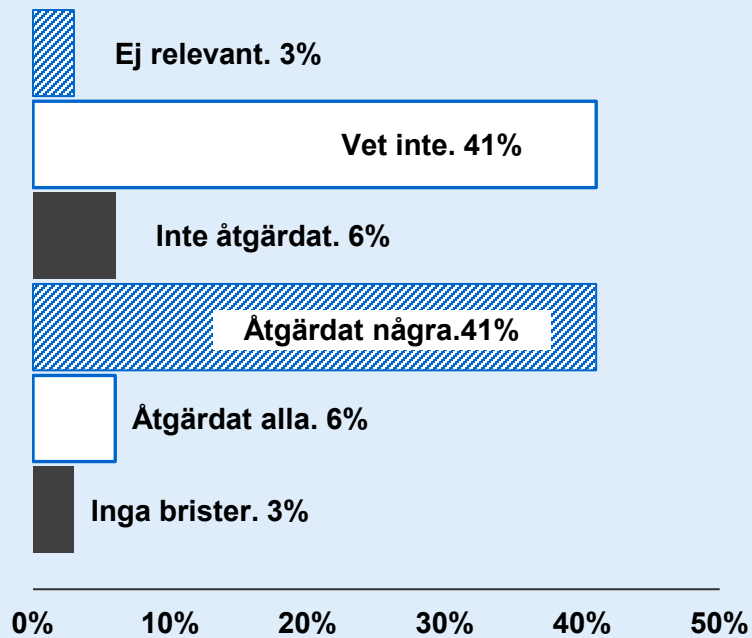 Ej relevant. 3%
Vet inte. 41%
Inte åtgärdat. 6%
Åtgärdat några.41%
Åtgärdat alla. 6%
Inga brister. 3%
0% 10% 20% 30% 40% 50%